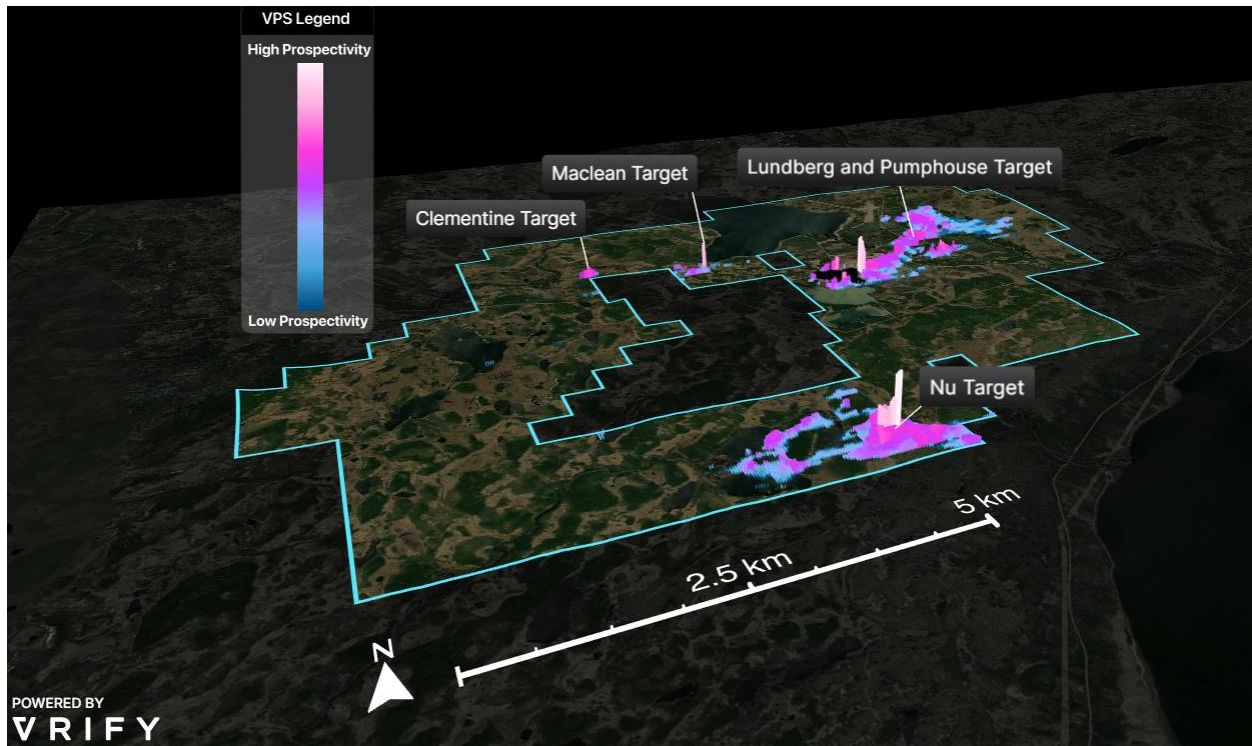 VPS Legend
High Prospectivity
Low Prospectivity
Clementine Target
Maclean Target
Lundberg and Pumphouse Target
Nu Target
5 km
2.5 km
N
POWERED BY
VRIFY